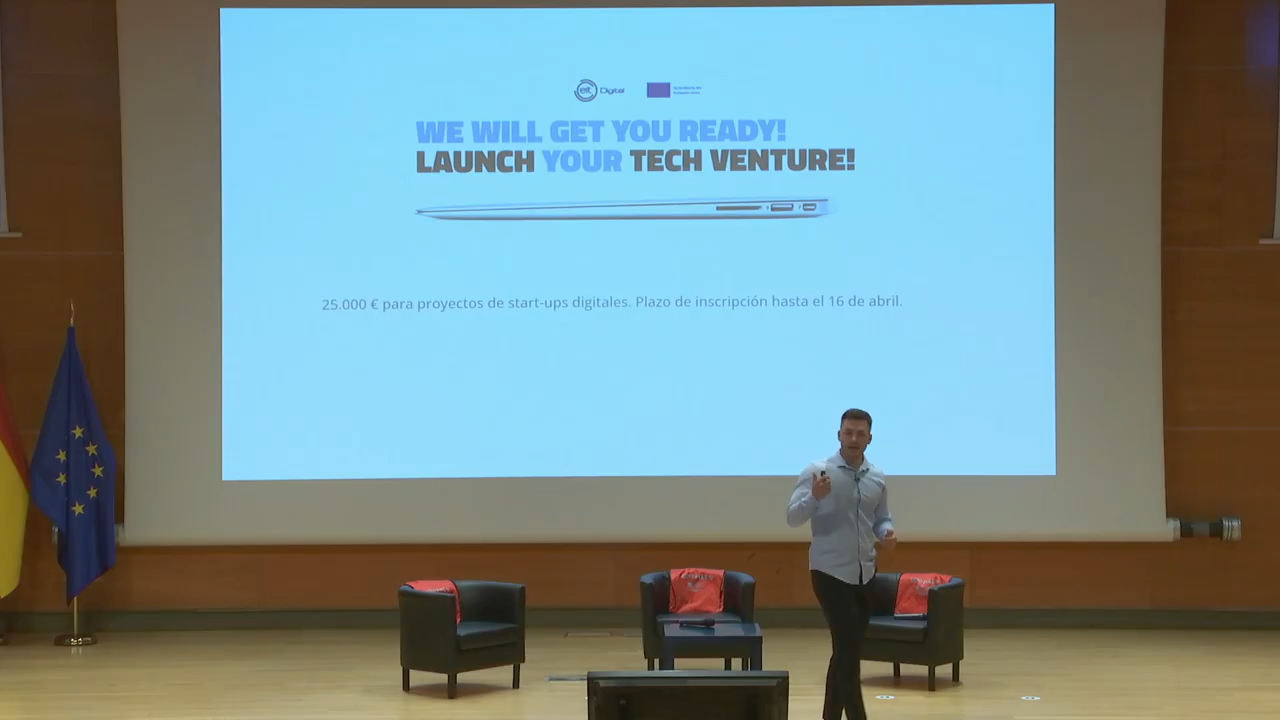 eit Digital
WE WILL GET YOU READY!
LAUNCH YOUR TECH VENTURE!
25.000 € para proyectos de start-ups digitales. Plazo de inscripción hasta el 16 de abril.